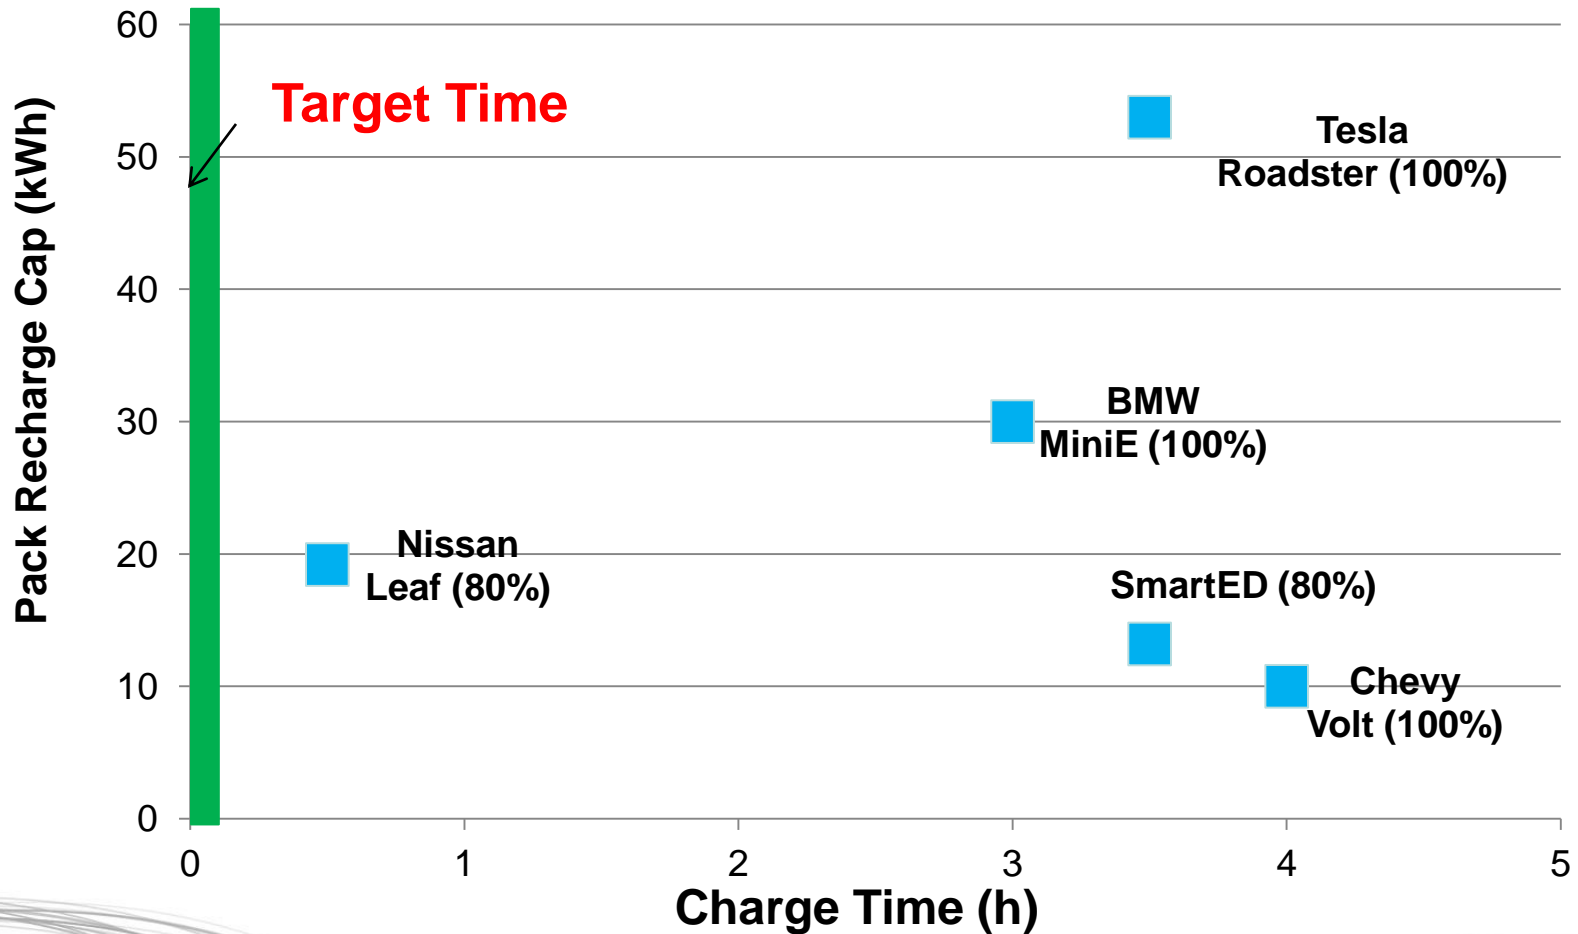 Pack Recharge Cap (kWh)
60
50
40
30
20
10
0
Target Time
Tesla
Roadster (100%)
BMW
MiniE (100%)
Nissan
Leaf (80%)
SmartED (80%)
Chevy
Volt (100%)
0
1
2
3
4
5
Charge Time (h)